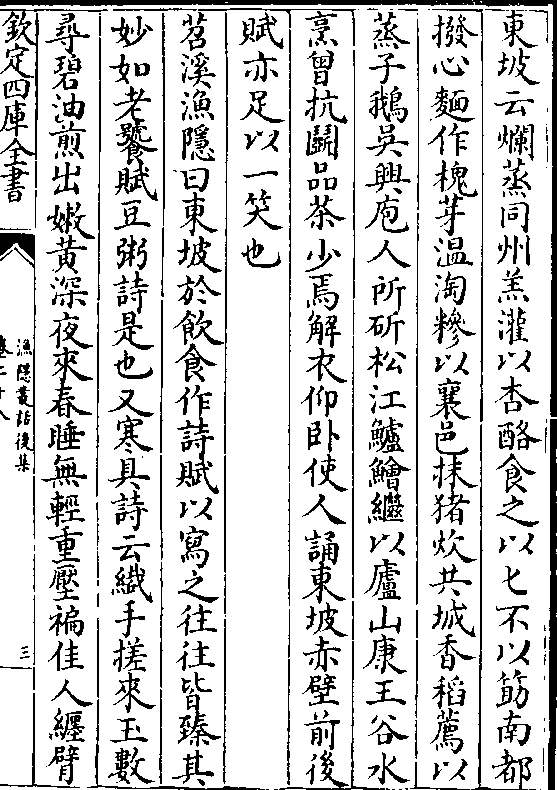 東坡云爛蒸同州羔灌以杏酪食之以匕不以筯南都
撥心麵作槐芽溫淘糝以襄邑抹猪炊共城香稻薦以
蒸子鵝吳興庖人所斫松江鱸鱠繼以廬山康王谷水
烹曾抗鬭品茶少焉解衣仰卧使人誦東坡赤壁前後
賦亦足以一笑也
苕溪漁隱曰東坡於飲食作詩賦以寫之往往皆臻其
妙如老饕賦豆粥詩是也又寒具詩云纎手搓來玉數
尋碧油煎出嫩黄深夜來春睡無輕重壓褊佳人纒臂
欽定四庫全書
漁隱叢話後集
卷二十八
三